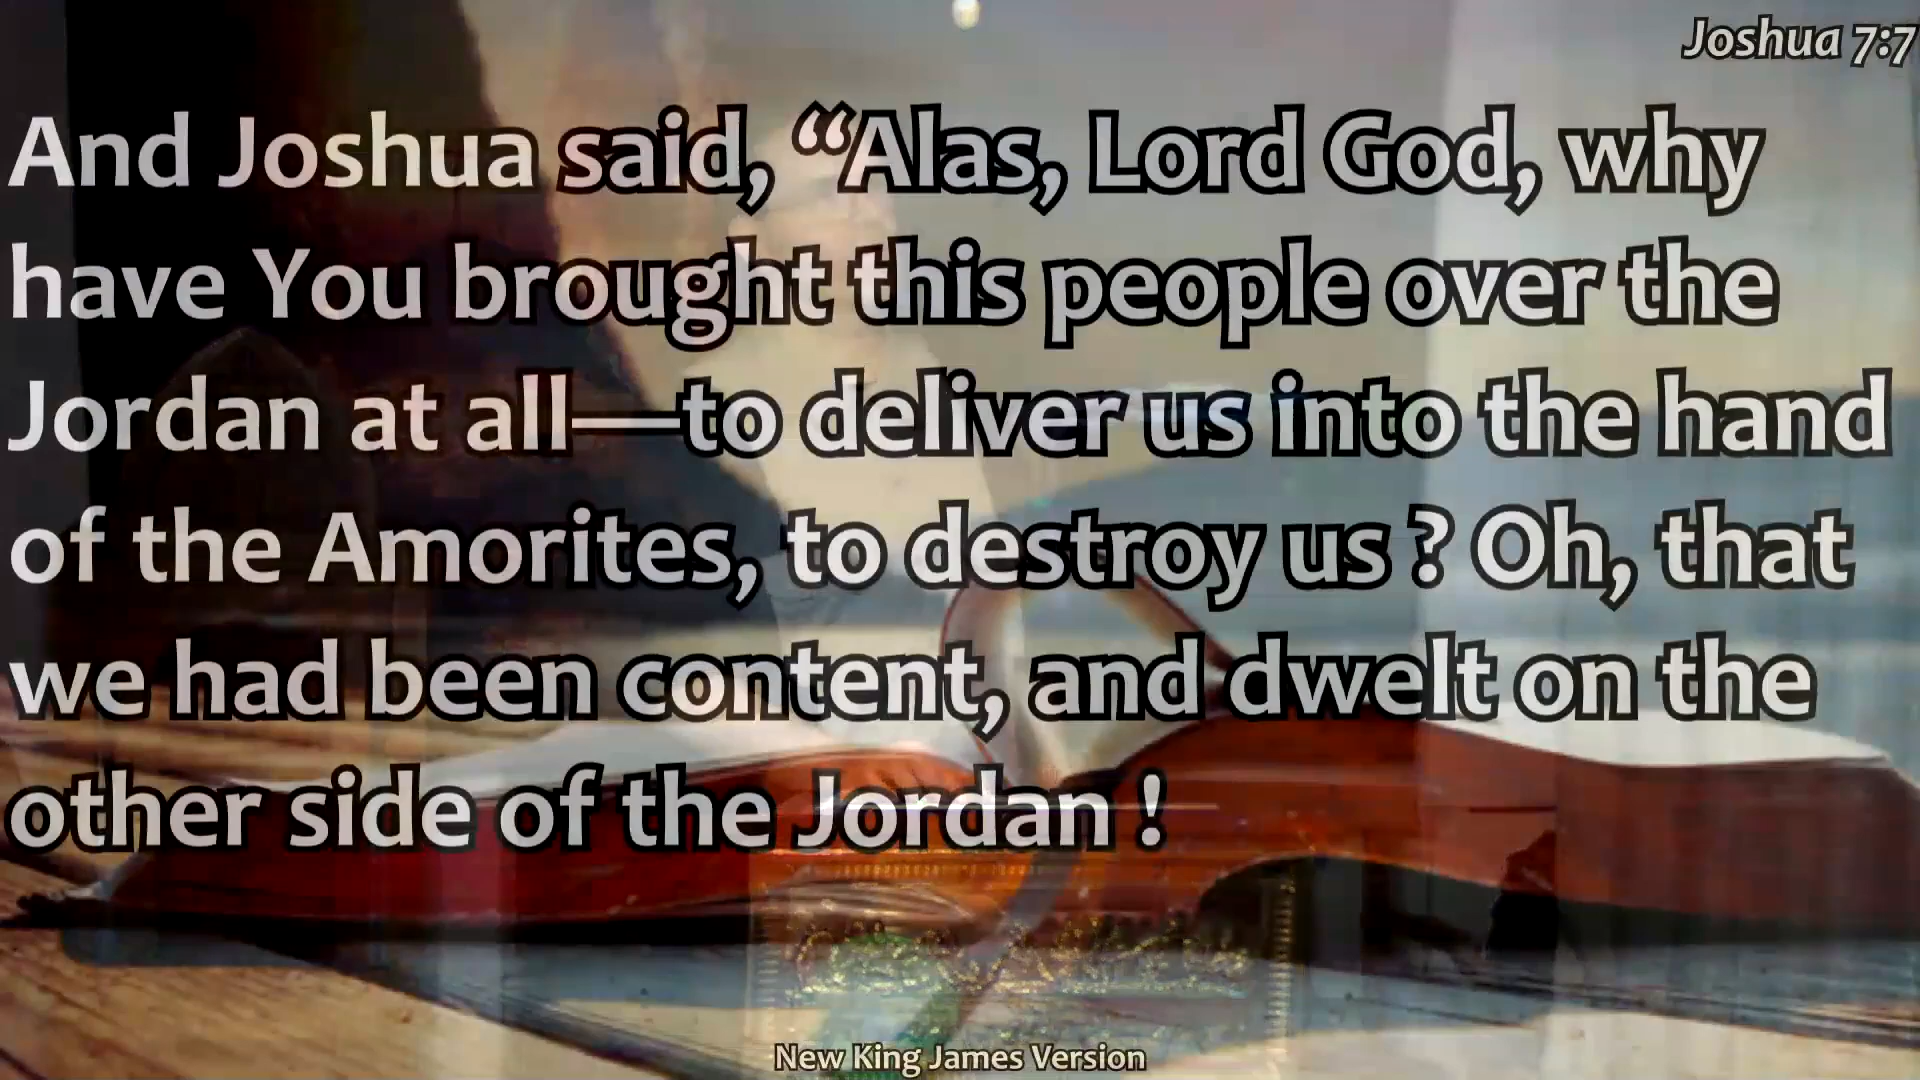 Joshua 7:7
And Joshua said, “Alas, Lord God, why
have You brought this people over the
Jordan at all—to deliver us into the hand
of the Amorites, to destroy us ? Oh, that
we had been content, and dwelt on the
other side of the Jordan !
New King James Version